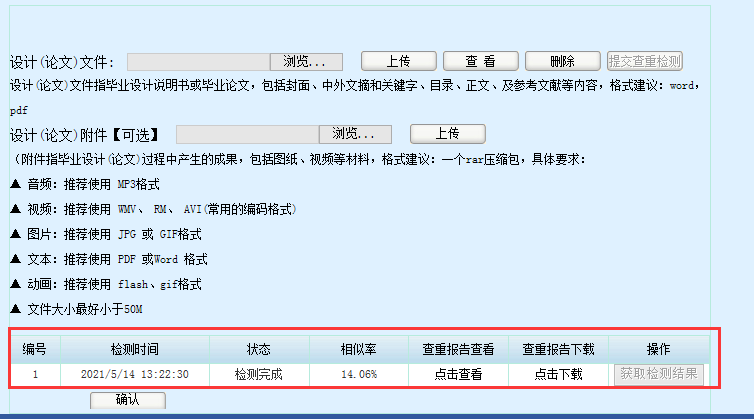 设计(论文)文件: 浏览... 上传 查 看 删除 提交查重检测
设计(论文)文件指毕业设计说明书或毕业论文,包括封面、中外文摘和关键字、目录、正文、及参考文献等内容,格式建议: word,
pdf
设计(论文)附件【可选】 浏览... 上传
(附件指毕业设计(论文)过程中产生的成果,包括图纸、视频等材料,格式建议: 一个rar压缩包,具体要求:
▲ 音频: 推荐使用 MP3格式
▲ 视频: 推荐使用 WMV、 RM、 AVI(常用的编码格式)
▲ 图片: 推荐使用 JPG 或 GIF格式
▲ 文本: 推荐使用 PDF 或Word 格式
▲ 动画: 推荐使用 flash、gif格式
▲ 文件大小最好小于50M
编号 检测时间 状态 相似率 查重报告查看 查重报告下载 操作
1 2021/5/14 13:22:30 检测完成 14.06% 点击查看 点击下载 获取检测结果
确认